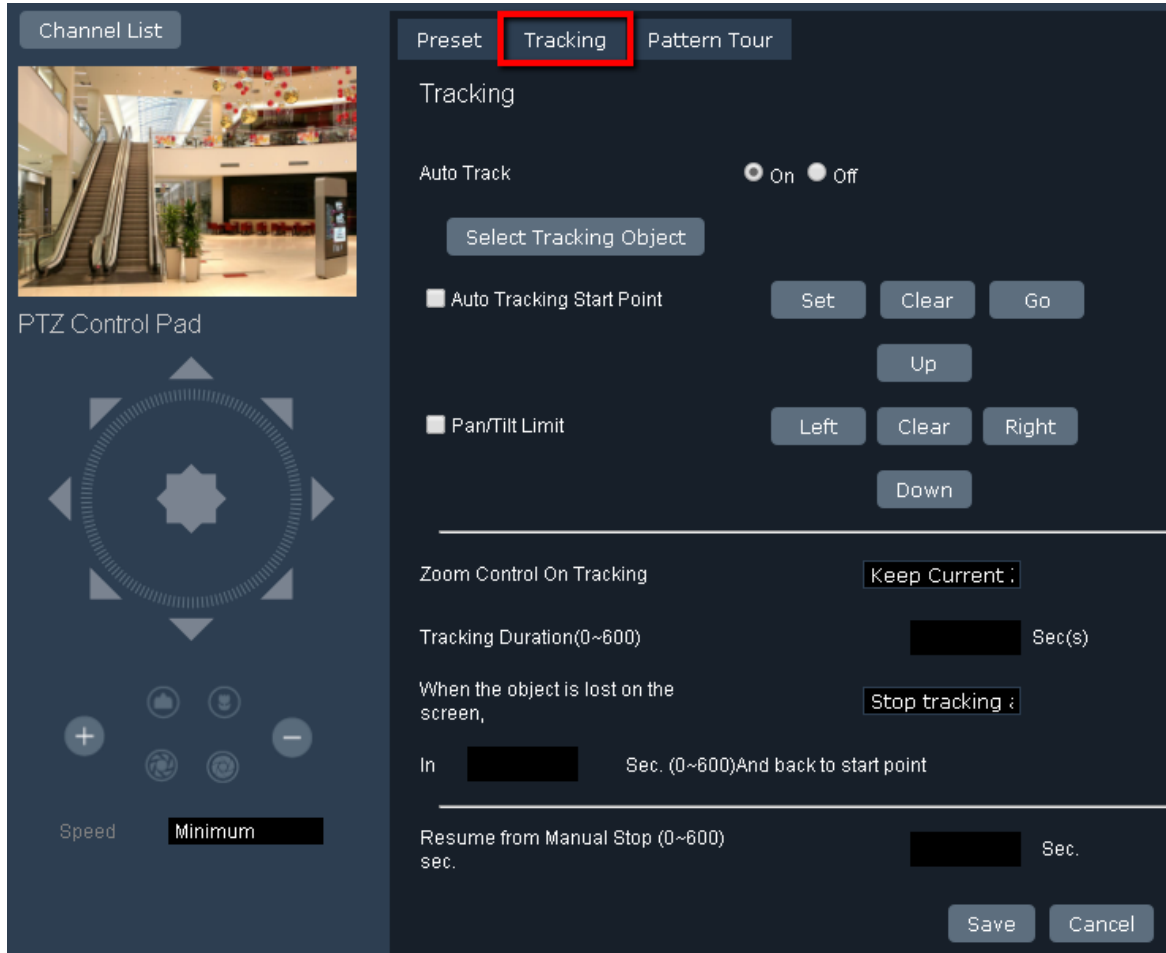 Channel List
Preset Tracking Pattern Tour
Tracking
Auto Track On Off
Select Tracking Object
Auto Tracking Start Point Set Clear Go
PTZ Control Pad
Up
Pan/Tilt Limit Left Clear Right
Down
Zoom Control On Tracking Keep Current
Tracking Duration(0~600) Sec(s)
When the object is lost on the
screen, Stop tracking
In Sec. (0~600)And back to start point
Speed Minimum
Resume from Manual Stop (0~600)
sec. Sec.
Save Cancel